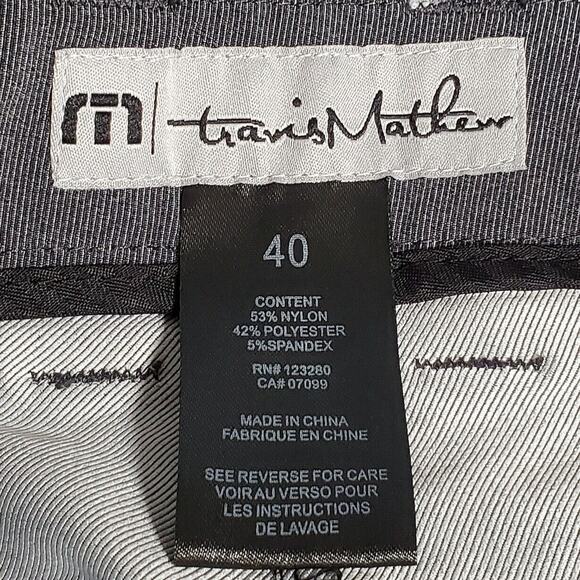 travisMathew
40
CONTENT
53% NYLON
42% POLYESTER
5%SPANDEX
RN# 123280
CA# 07099
MADE IN CHINA
FABRIQUE EN CHINE
SEE REVERSE FOR CARE
VOIR AU VERSO POUR
LES INSTRUCTIONS
DE LAVAGE